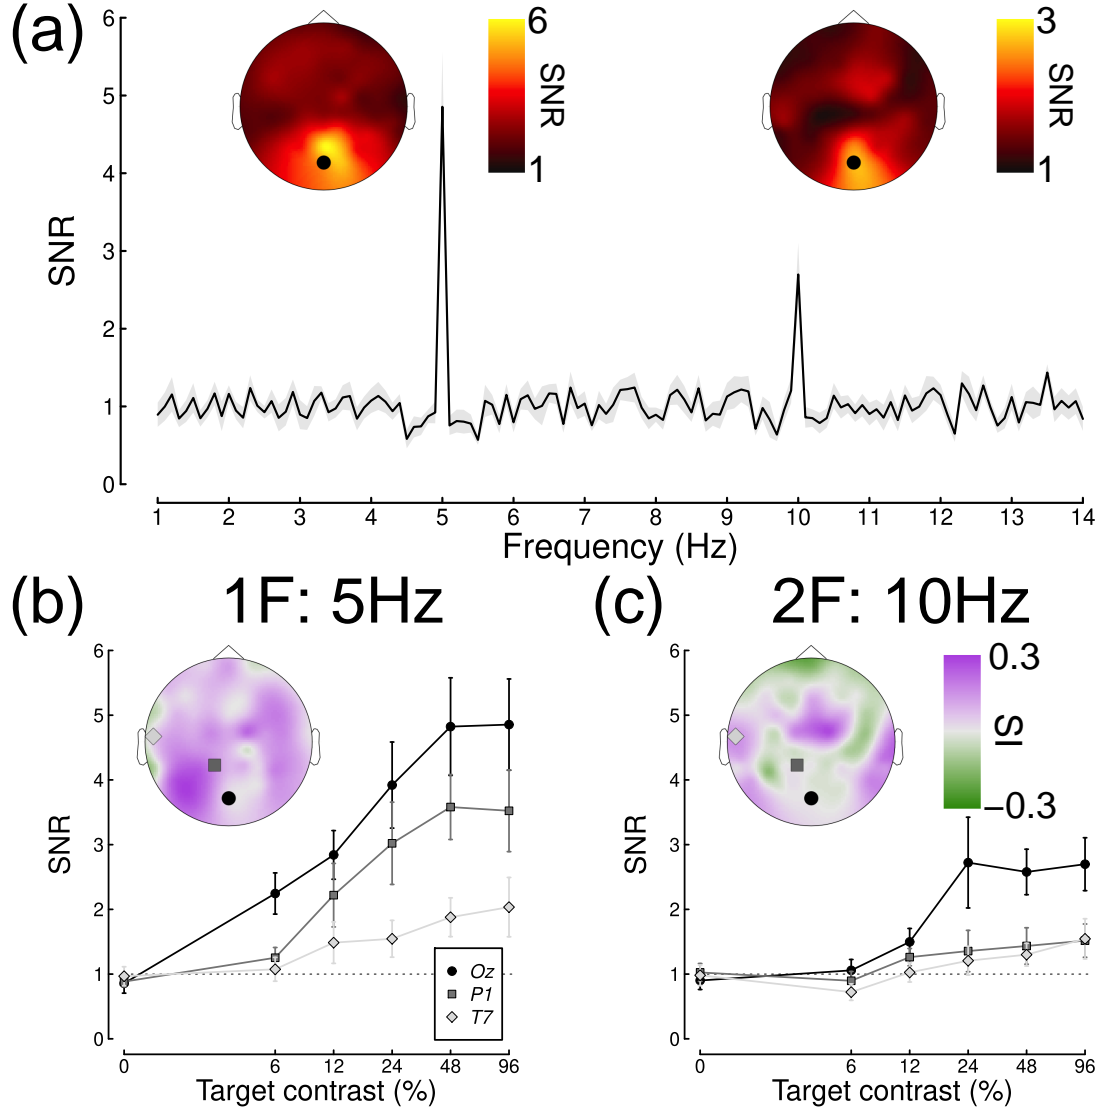 (a)
6
5
4
3
2
1
0
SNR
6
SNR
1
3
SNR
1
1 2 3 4 5 6 7 8 9 10 11 12 13 14
Frequency (Hz)
(b) 1F: 5Hz
6
5
4
3
2
1
0
SNR
Oz
P1
T7
0 6 12 24 48 96
Target contrast (%)
(c) 2F: 10Hz
6
5
4
3
2
1
0
SNR
0.3
SI
−0.3
0 6 12 24 48 96
Target contrast (%)